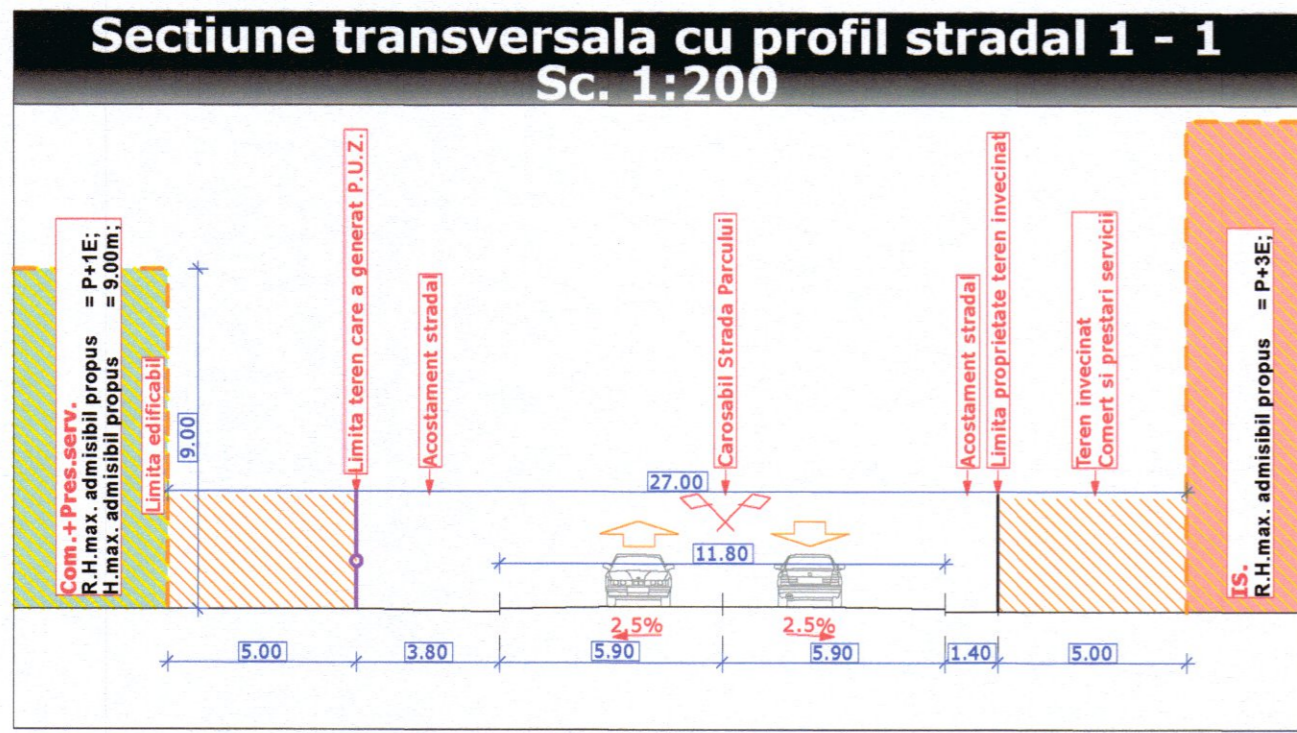 Sectiune transversala cu profil stradal 1 - 1
Sc. 1:200
Com.+Pres.serv.
R.H.max. admisibil propus = P+1E;
H.max. admisibil propus = 9.00m;
Limita edificabil
9.00
Limita teren care a generat P.U.Z.
Acostament stradal
Carosabil Strada Parcului
Acostament stradal
Limita proprietate teren invecinat
Teren invecinat
Comert si prestari servicii
IS.
R.H.max. admisibil propus = P+3E;
27.00
11.80
2.5%
2.5%
5.00
3.80
5.90
5.90
1.40
5.00